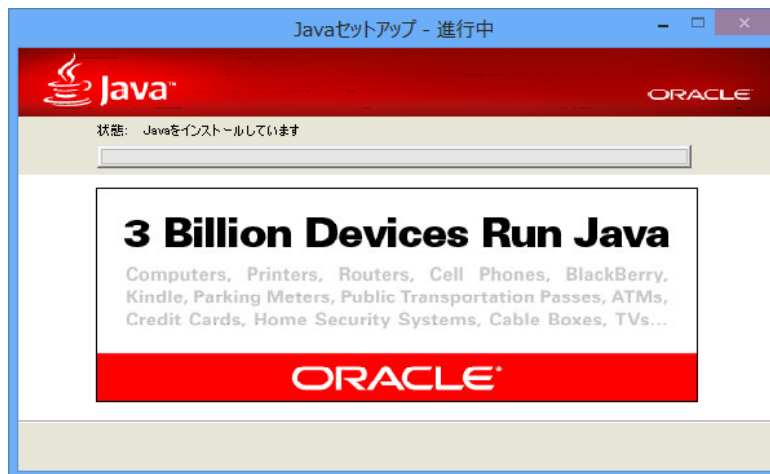 Javaセットアップ - 進行中
Java™
ORACLE
状態: Javaをインストールしています
3 Billion Devices Run Java
Computers, Printers, Routers, Cell Phones, BlackBerry,
Kindle, Parking Meters, Public Transportation Passes, ATMs,
Credit Cards, Home Security Systems, Cable Boxes, TVs...
ORACLE®